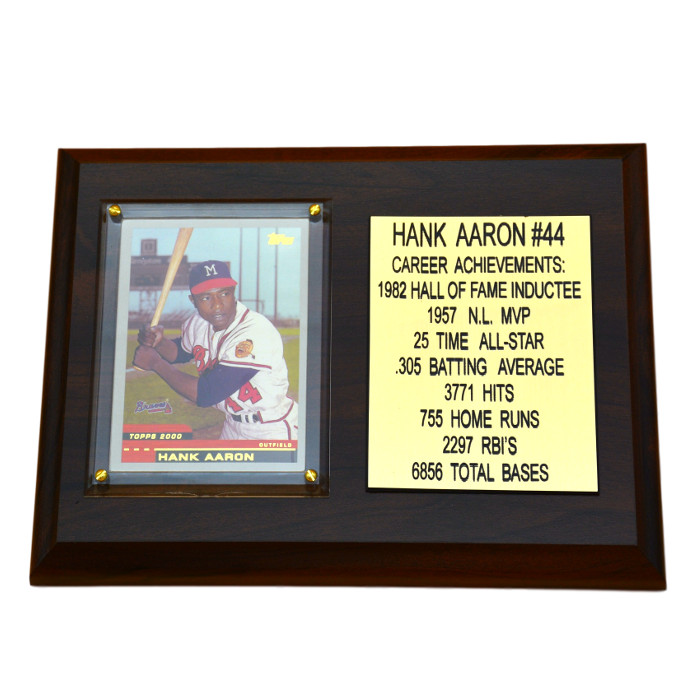 Topps
M
Braves
44
TOPPS 2000
OUTFIELD
HANK AARON
HANK AARON #44
CAREER ACHIEVEMENTS:
1982 HALL OF FAME INDUCTEE
1957 N.L. MVP
25 TIME ALL-STAR
.305 BATTING AVERAGE
3771 HITS
755 HOME RUNS
2297 RBI'S
6856 TOTAL BASES